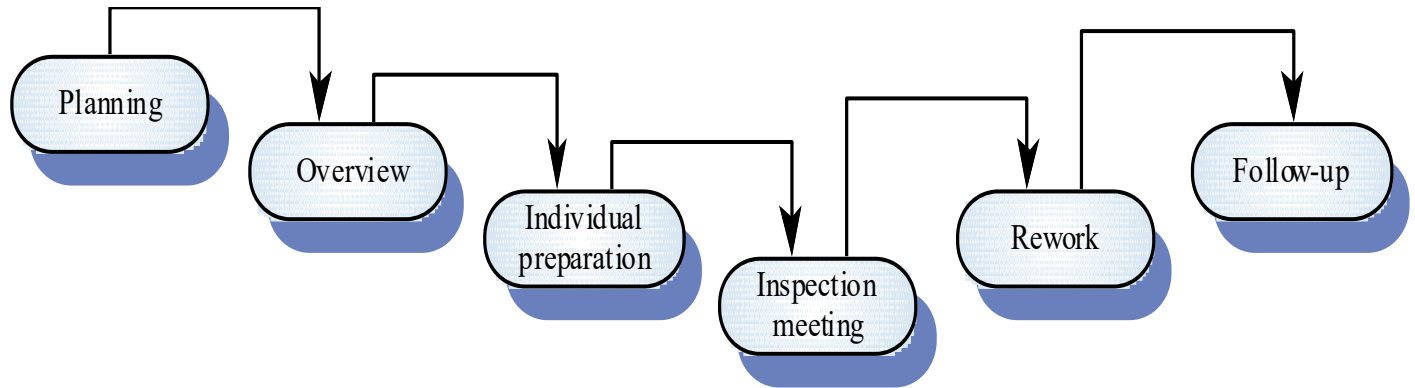 Planning
Overview
Individual
preparation
Inspection
meeting
Rework
Follow-up